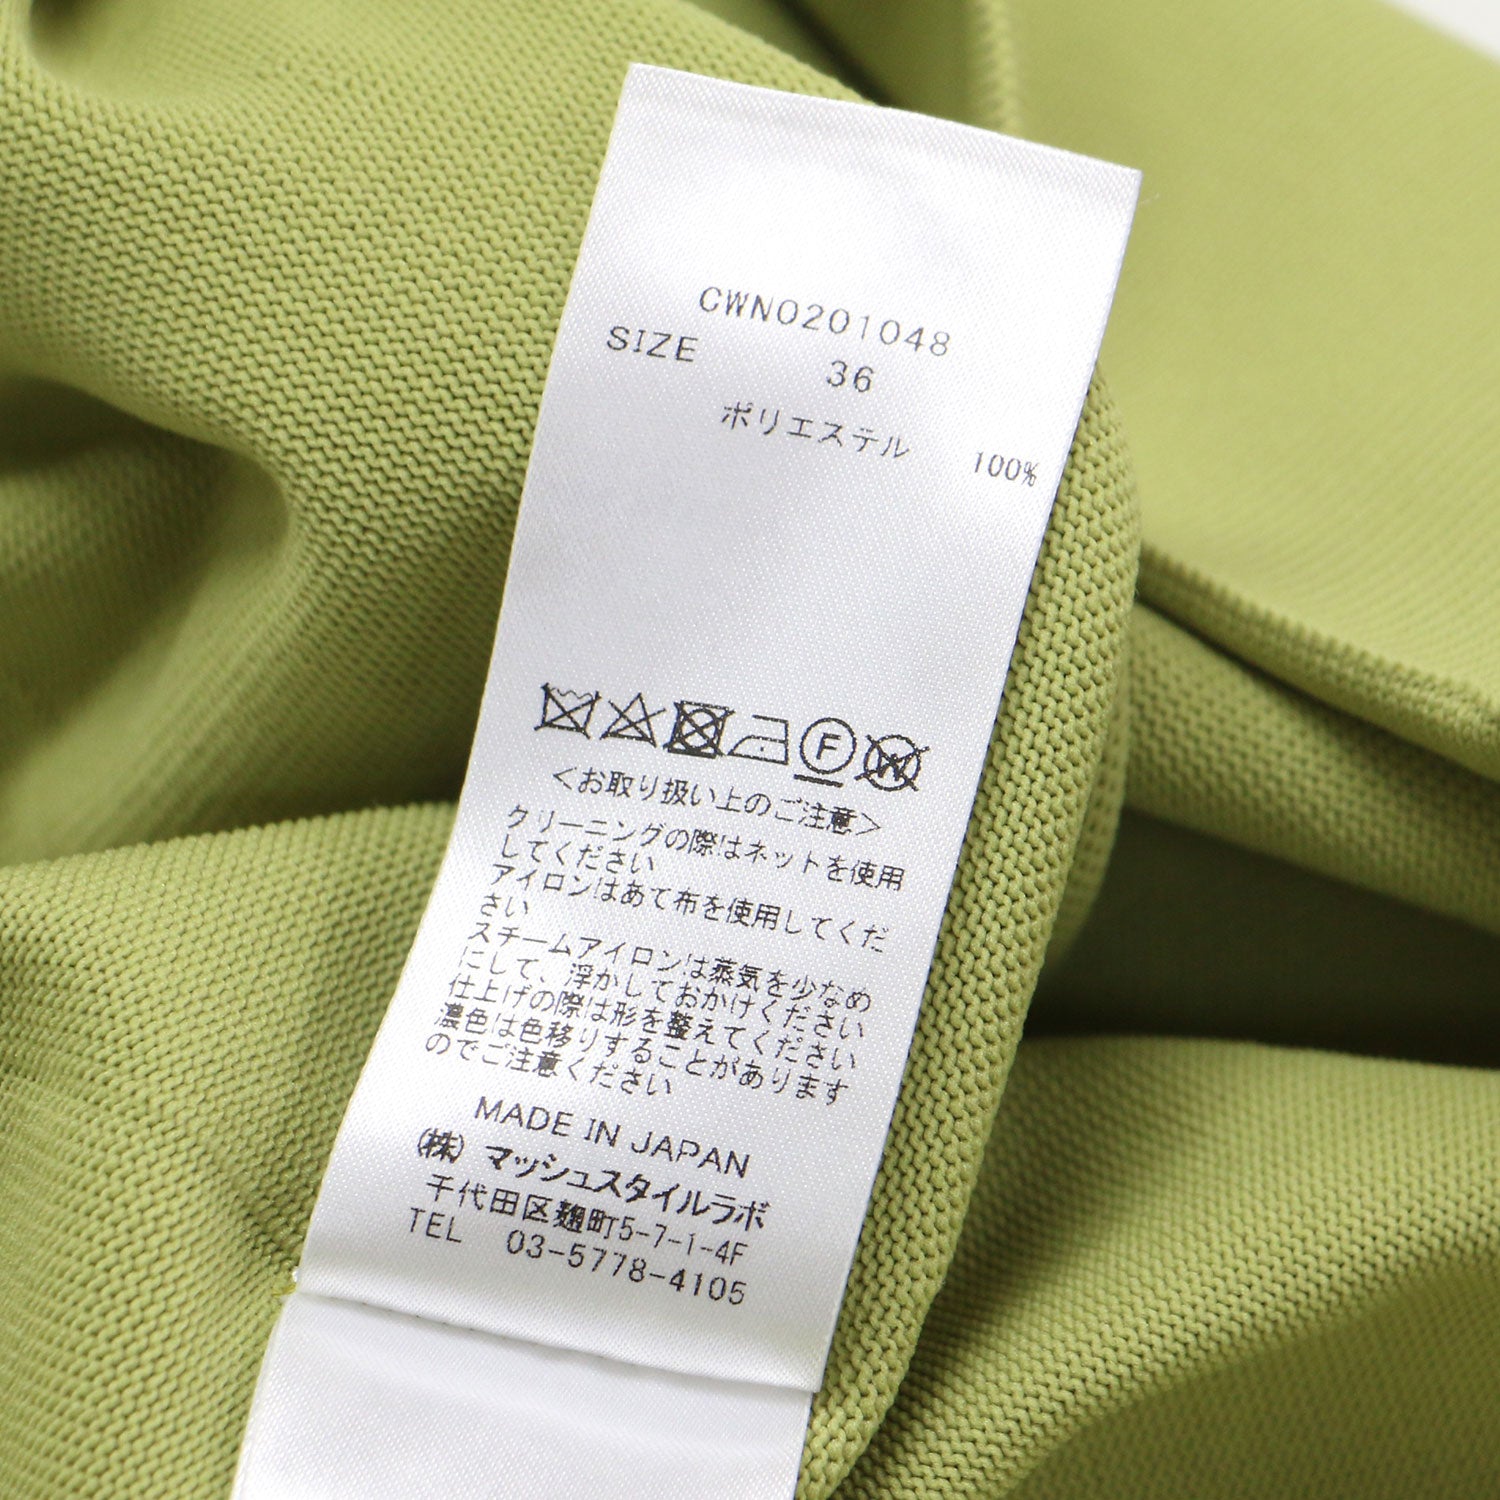 CWNO201048
SIZE 36
ポリエステル 100%
F
W
<お取り扱い上のご注意>
クリーニングの際はネットを使用
してください
アイロンはあて布を使用してくだ
さい
スチームアイロンは蒸気を少なめ
にして、浮かしておかけください
仕上げの際は形を整えてください
濃色は色移りすることがあります
のでご注意ください
MADE IN JAPAN
(株) マッシュスタイルラボ
千代田区麹町5-7-1-4F
TEL 03-5778-4105